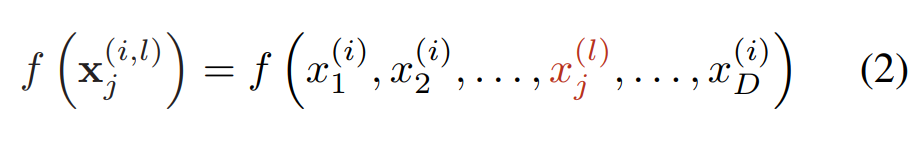 f(𝐱_j^{(i,l)}) = f(x_1^{(i)}, x_2^{(i)}, . . . , x_j^{(l)}, . . . , x_D^{(i)}) (2)